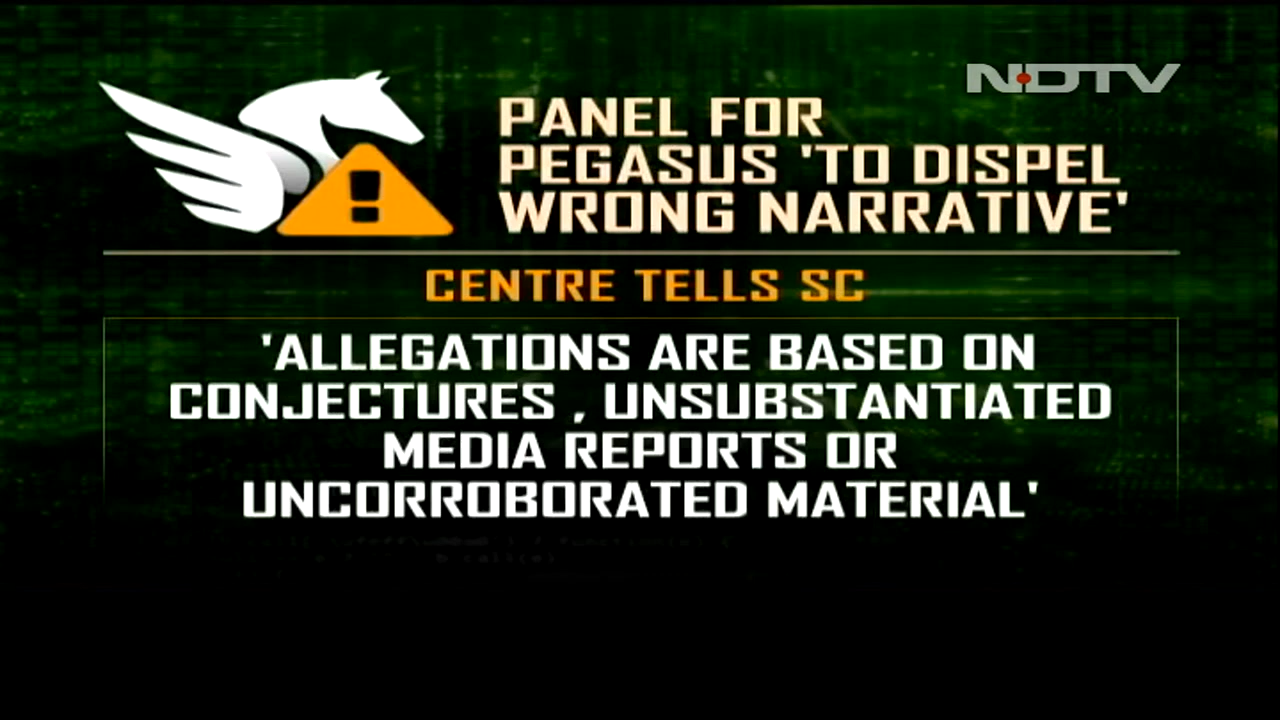 NDTV
PANEL FOR
PEGASUS 'TO DISPEL
WRONG NARRATIVE'
CENTRE TELLS SC
'ALLEGATIONS ARE BASED ON
CONJECTURES , UNSUBSTANTIATED
MEDIA REPORTS OR
UNCORROBORATED MATERIAL'